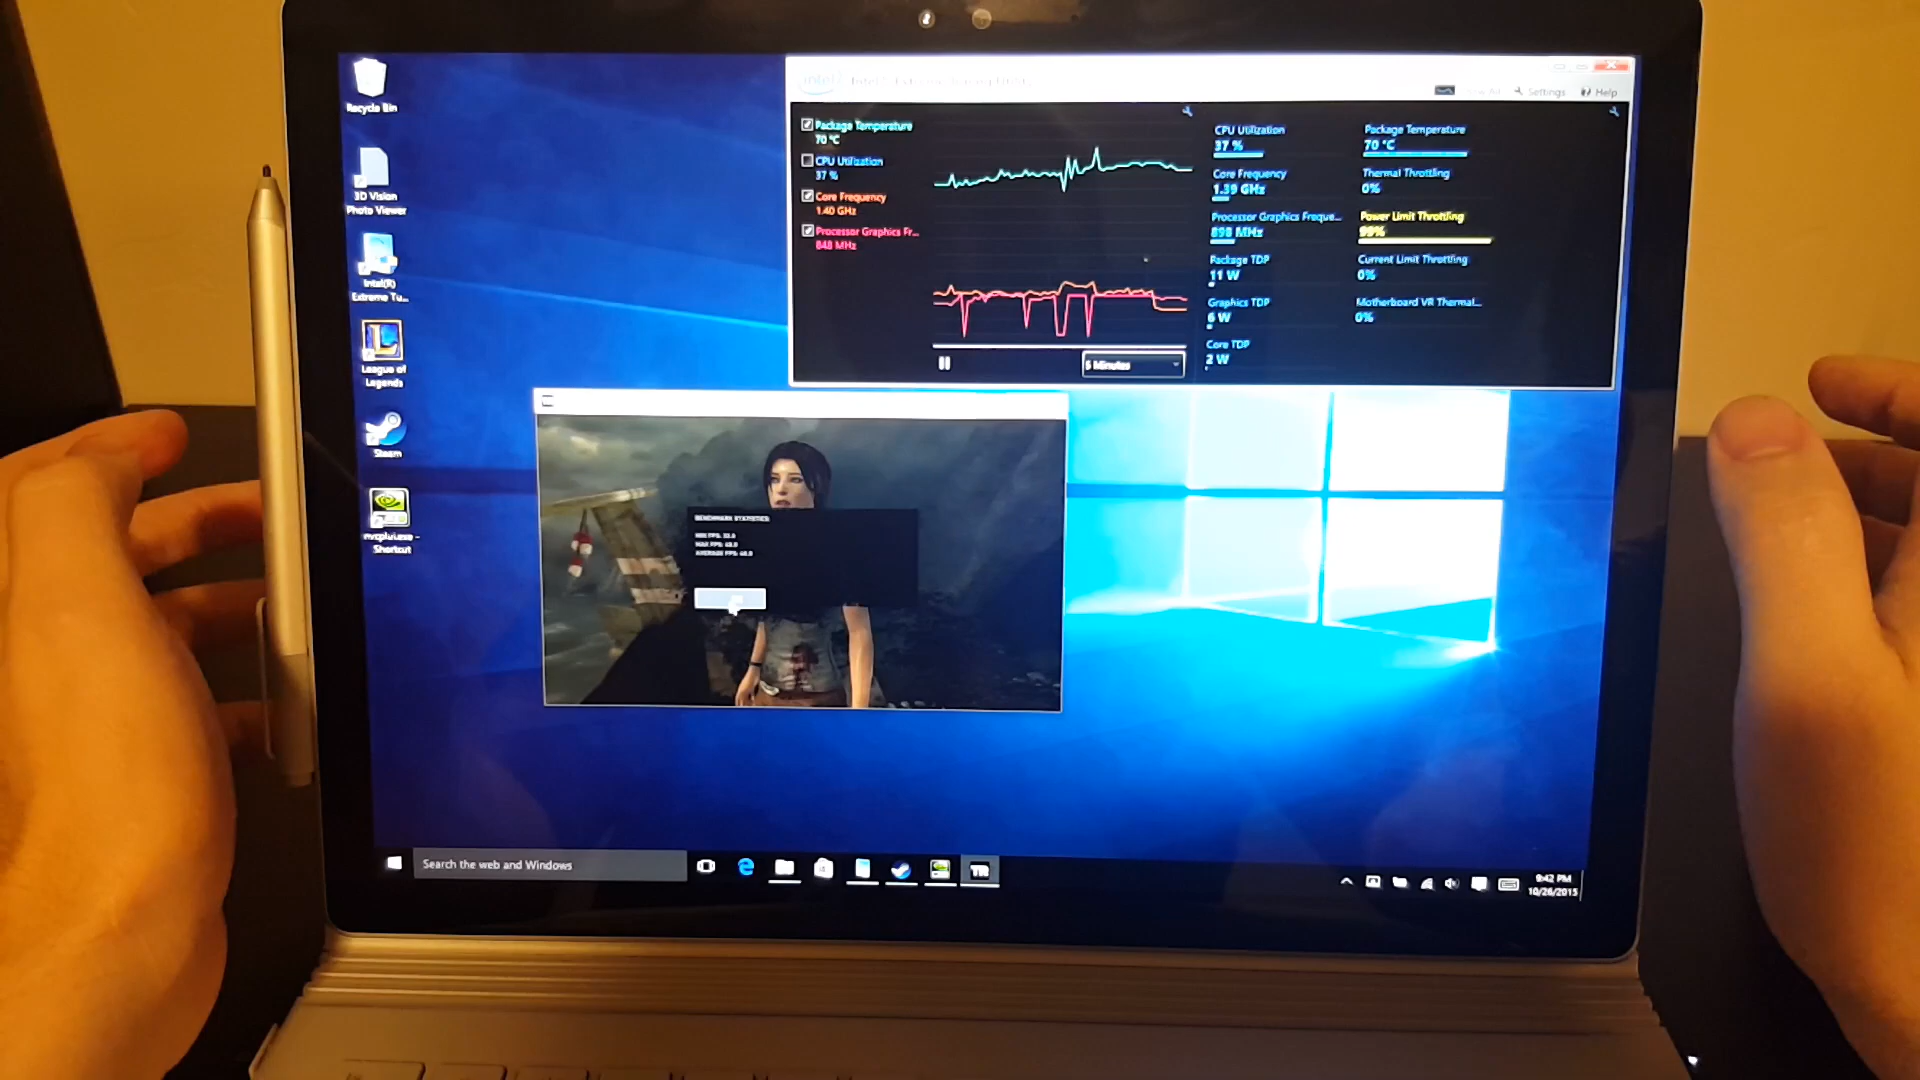 Recycle Bin
3D Vision
Photo Viewer
Intel(R)
Extreme Tu...
League of
Legends
Steam
nvcplui.exe -
Shortcut
intel
Settings
Help
Package Temperature
70 °C
CPU Utilization
37 %
Core Frequency
1.40 GHz
Processor Graphics Fr...
848 MHz
5 Minutes
CPU Utilization
37 %
Core Frequency
1.39 GHz
Processor Graphics Freque...
898 MHz
Package TDP
11 W
Graphics TDP
6 W
Core TDP
2 W
Package Temperature
70 °C
Thermal Throttling
0%
Power Limit Throttling
99%
Current Limit Throttling
0%
Motherboard VR Thermal...
0%
BENCHMARK STATISTICS
Search the web and Windows
TR
9:42 PM
10/26/2015